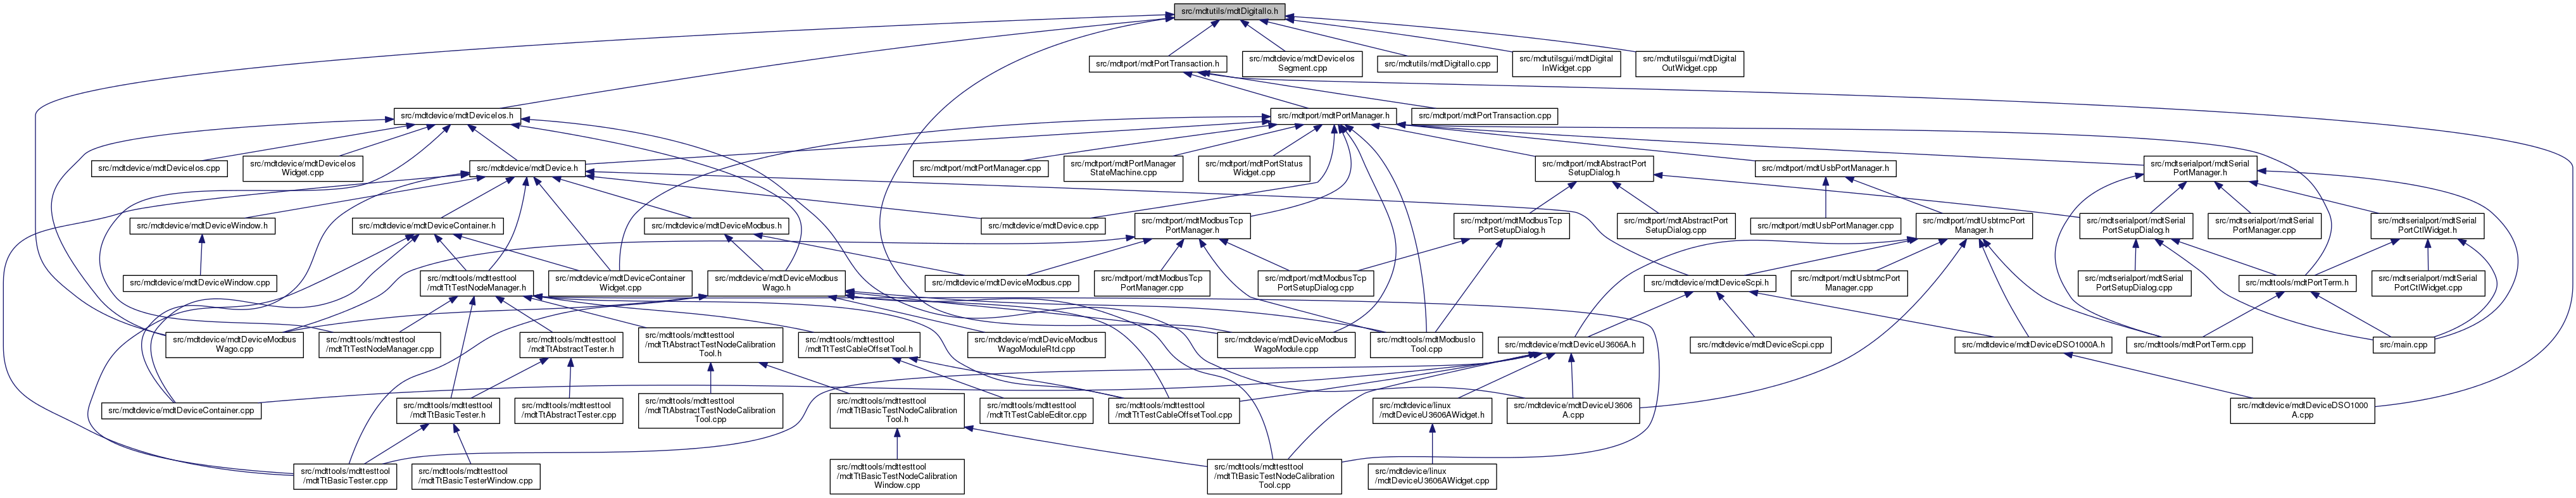 src/mdtutils/mdtDigitalIo.h
src/mdtport/mdtPortTransaction.h
src/mdtdevice/mdtDeviceIos
Segment.cpp
src/mdtutils/mdtDigitalIo.cpp
src/mdtutilsgui/mdtDigital
InWidget.cpp
src/mdtutilsgui/mdtDigital
OutWidget.cpp
src/mdtdevice/mdtDeviceIos.h
src/mdtport/mdtPortManager.h
src/mdtport/mdtPortTransaction.cpp
src/mdtdevice/mdtDeviceIos.cpp
src/mdtdevice/mdtDeviceIos
Widget.cpp
src/mdtdevice/mdtDevice.h
src/mdtport/mdtPortManager.cpp
src/mdtport/mdtPortManager
StateMachine.cpp
src/mdtport/mdtPortStatus
Widget.cpp
src/mdtport/mdtAbstractPort
SetupDialog.h
src/mdtport/mdtUsbPortManager.h
src/mdtserialport/mdtSerial
PortManager.h
src/mdtdevice/mdtDeviceWindow.h
src/mdtdevice/mdtDeviceContainer.h
src/mdtdevice/mdtDeviceModbus.h
src/mdtdevice/mdtDevice.cpp
src/mdtport/mdtModbusTcp
PortManager.h
src/mdtport/mdtModbusTcp
PortSetupDialog.h
src/mdtport/mdtAbstractPort
SetupDialog.cpp
src/mdtport/mdtUsbPortManager.cpp
src/mdtport/mdtUsbtmcPort
Manager.h
src/mdtserialport/mdtSerial
PortSetupDialog.h
src/mdtserialport/mdtSerial
PortManager.cpp
src/mdtserialport/mdtSerial
PortCtlWidget.h
src/mdtdevice/mdtDeviceWindow.cpp
src/mdttools/mdttesttool
/mdtTtTestNodeManager.h
src/mdtdevice/mdtDeviceContainer
Widget.cpp
src/mdtdevice/mdtDeviceModbus
Wago.h
src/mdtdevice/mdtDeviceModbus.cpp
src/mdtport/mdtModbusTcp
PortManager.cpp
src/mdtport/mdtModbusTcp
PortSetupDialog.cpp
src/mdtdevice/mdtDeviceScpi.h
src/mdtport/mdtUsbtmcPort
Manager.cpp
src/mdtserialport/mdtSerial
PortSetupDialog.cpp
src/mdttools/mdtPortTerm.h
src/mdtserialport/mdtSerial
PortCtlWidget.cpp
src/mdtdevice/mdtDeviceModbus
Wago.cpp
src/mdttools/mdttesttool
/mdtTtTestNodeManager.cpp
src/mdttools/mdttesttool
/mdtTtAbstractTester.h
src/mdttools/mdttesttool
/mdtTtAbstractTestNodeCalibration
Tool.h
src/mdttools/mdttesttool
/mdtTtTestCableOffsetTool.h
src/mdtdevice/mdtDeviceModbus
WagoModuleRtd.cpp
src/mdtdevice/mdtDeviceModbus
WagoModule.cpp
src/mdttools/mdtModbusIo
Tool.cpp
src/mdtdevice/mdtDeviceU3606A.h
src/mdtdevice/mdtDeviceScpi.cpp
src/mdtdevice/mdtDeviceDSO1000A.h
src/mdttools/mdtPortTerm.cpp
src/main.cpp
src/mdtdevice/mdtDeviceContainer.cpp
src/mdttools/mdttesttool
/mdtTtBasicTester.h
src/mdttools/mdttesttool
/mdtTtAbstractTester.cpp
src/mdttools/mdttesttool
/mdtTtAbstractTestNodeCalibration
Tool.cpp
src/mdttools/mdttesttool
/mdtTtBasicTestNodeCalibration
Tool.h
src/mdttools/mdttesttool
/mdtTtTestCableEditor.cpp
src/mdttools/mdttesttool
/mdtTtTestCableOffsetTool.cpp
src/mdtdevice/linux
/mdtDeviceU3606AWidget.h
src/mdtdevice/mdtDeviceU3606
A.cpp
src/mdtdevice/mdtDeviceDSO1000
A.cpp
src/mdttools/mdttesttool
/mdtTtBasicTester.cpp
src/mdttools/mdttesttool
/mdtTtBasicTesterWindow.cpp
src/mdttools/mdttesttool
/mdtTtBasicTestNodeCalibration
Window.cpp
src/mdttools/mdttesttool
/mdtTtBasicTestNodeCalibration
Tool.cpp
src/mdtdevice/linux
/mdtDeviceU3606AWidget.cpp